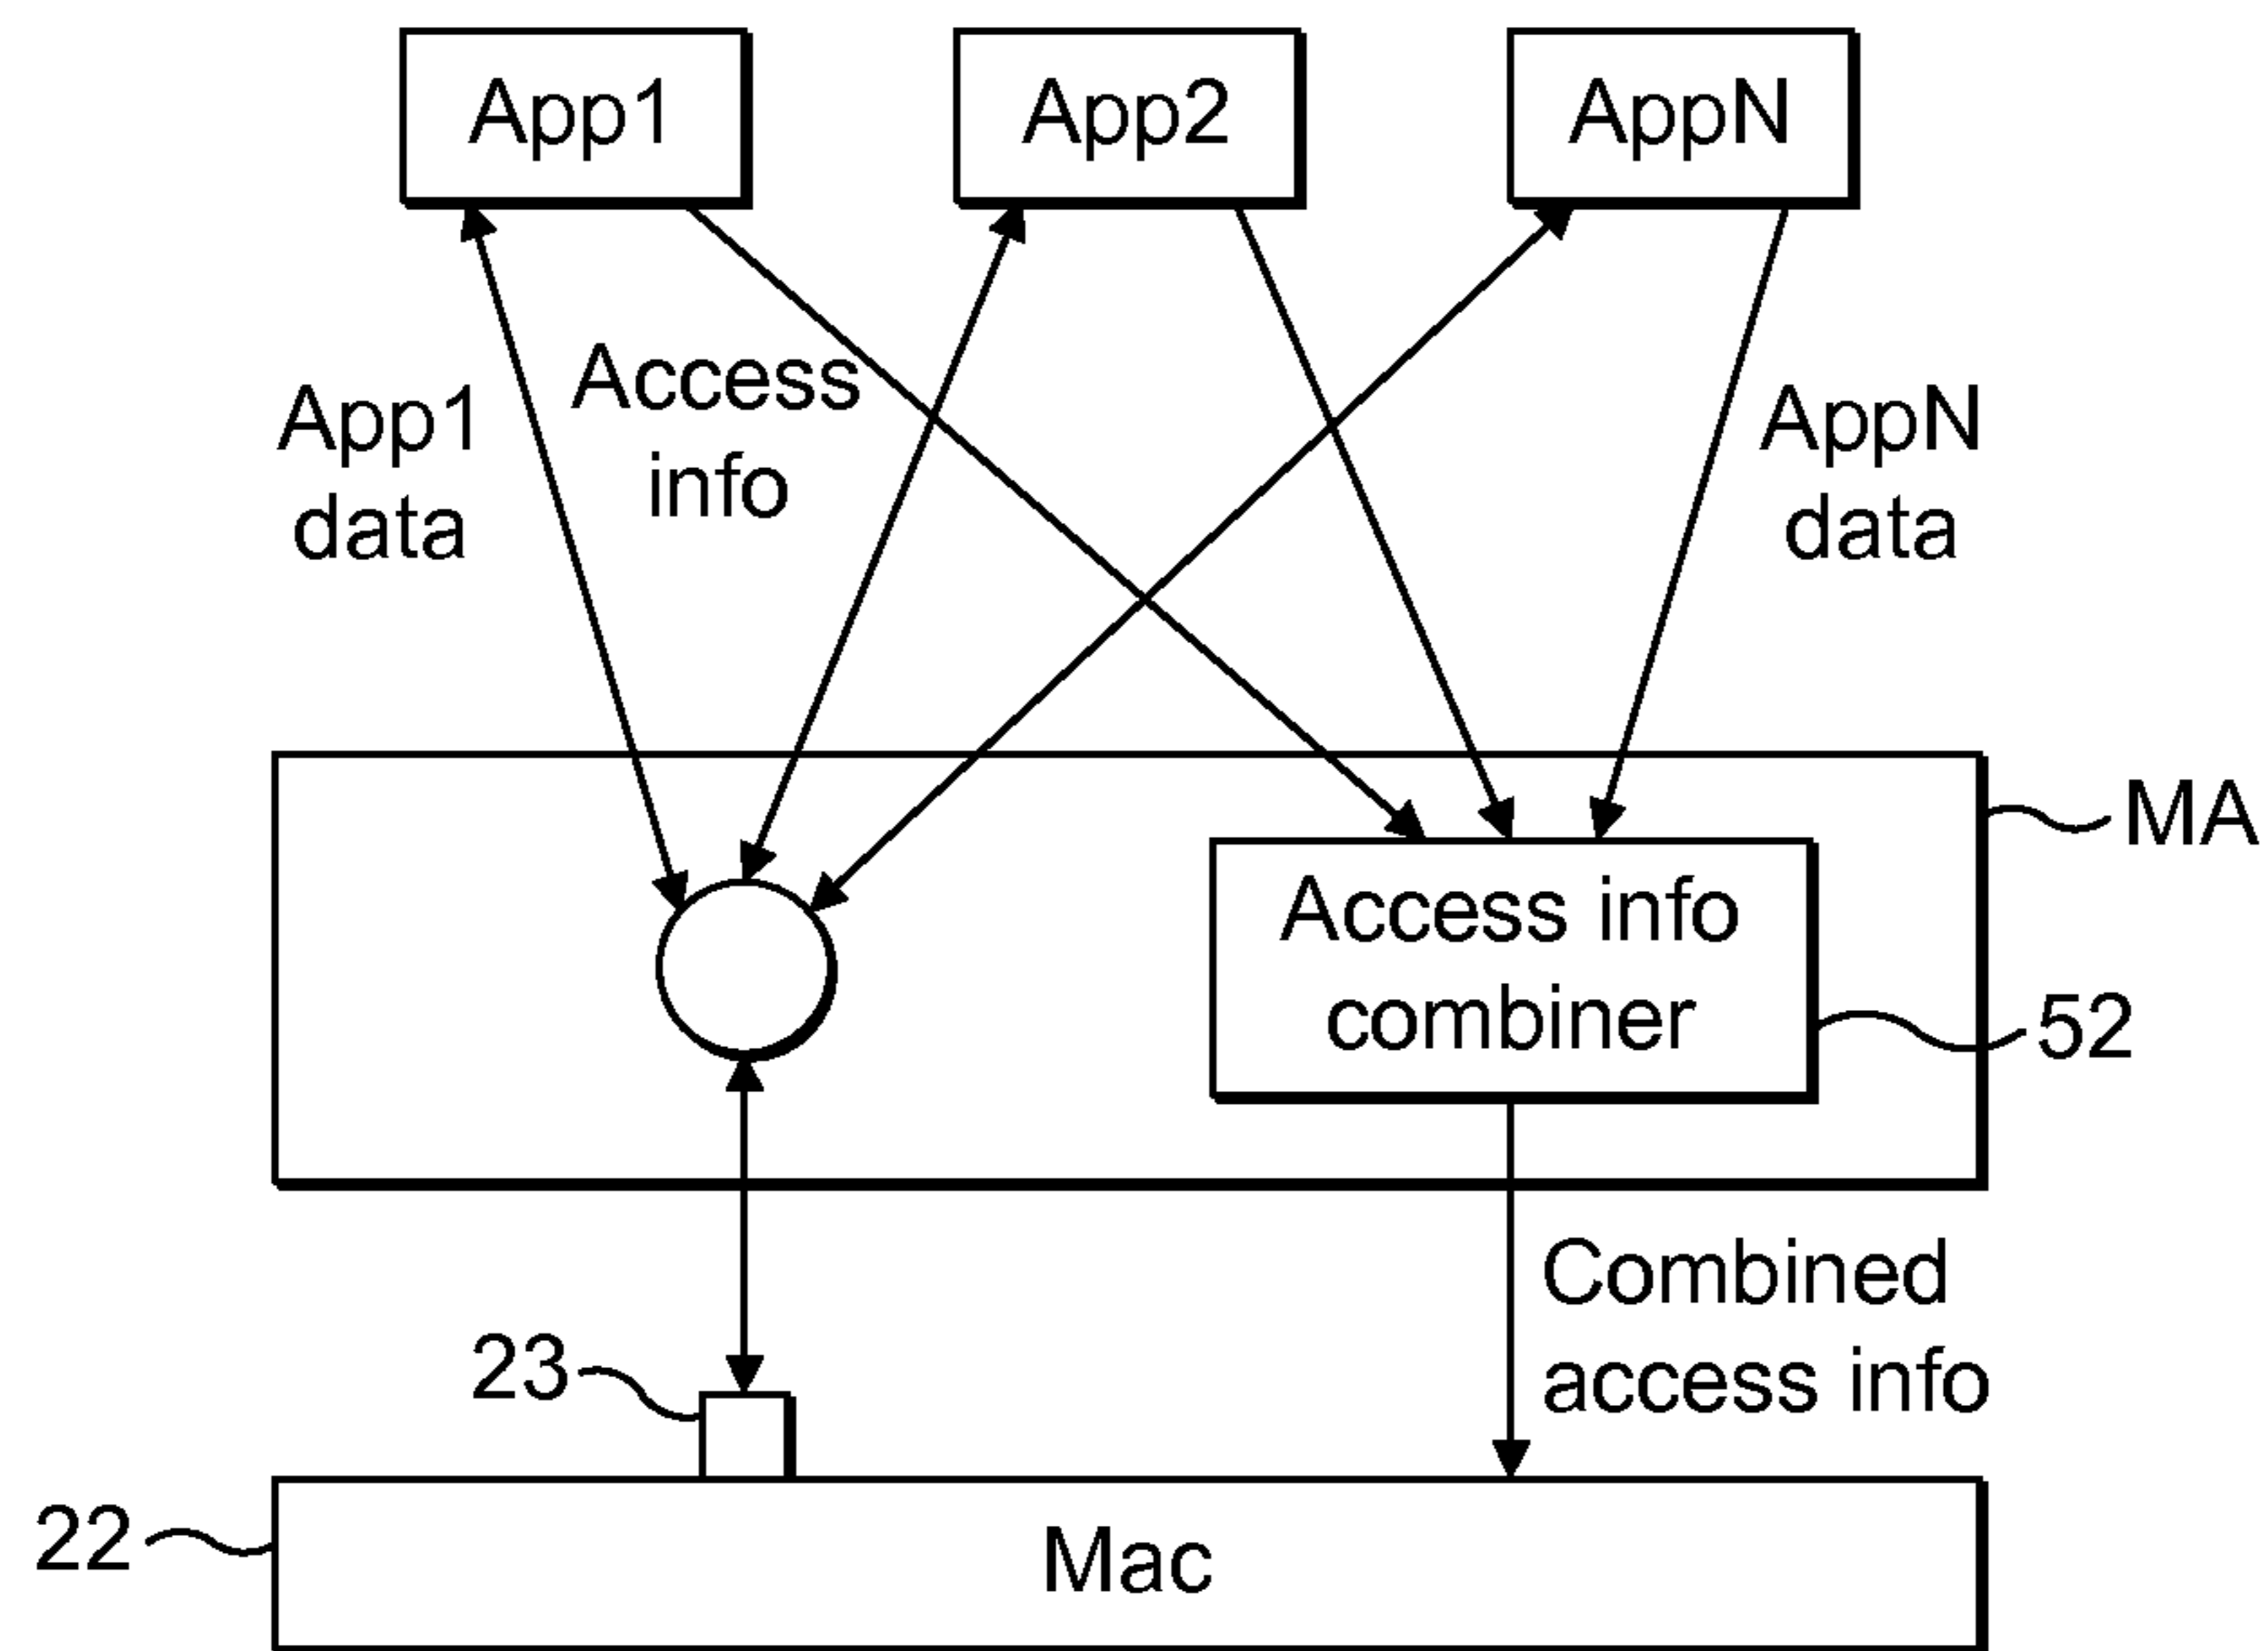 App1
App2
AppN
App1
data
Access
info
AppN
data
MA
Access info
combiner
52
Combined
access info
23
22
Mac